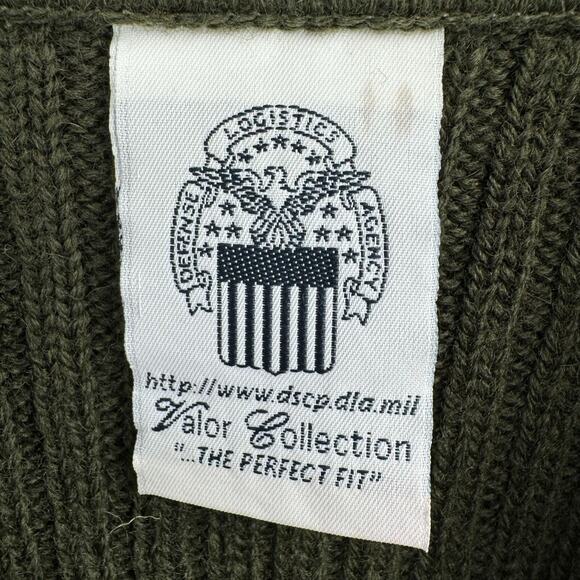 DEFENSE LOGISTICS AGENCY
http://www.dscp.dla.mil
Valor Collection
"...THE PERFECT FIT"